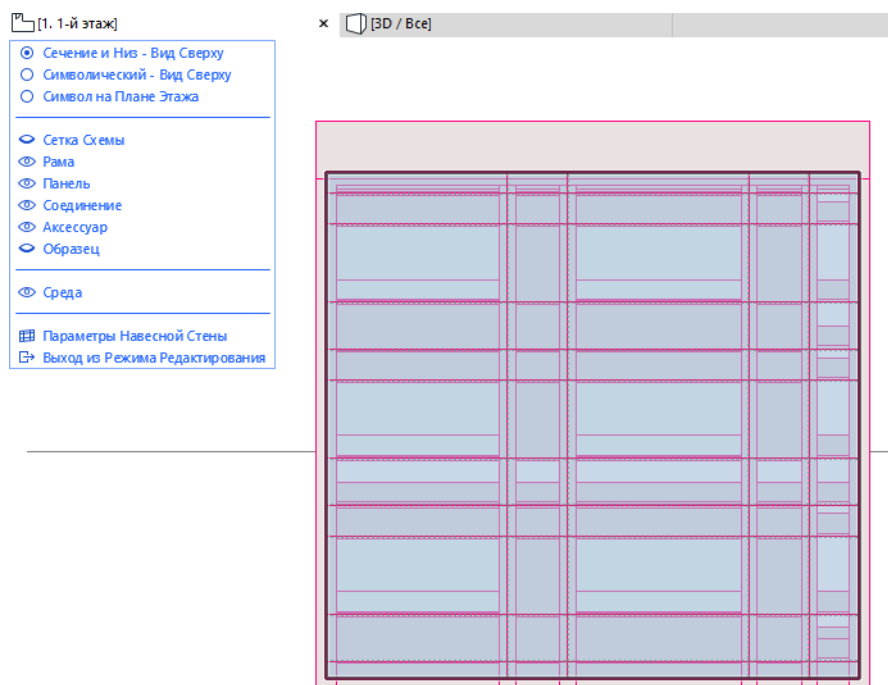 [1. 1-й этаж]
[3D / Все]
Сечение и Низ - Вид Сверху
Символический - Вид Сверху
Символ на Плане Этажа
Сетка Схемы
Рама
Панель
Соединение
Аксессуар
Образец
Среда
Параметры Навесной Стены
Выход из Режима Редактирования